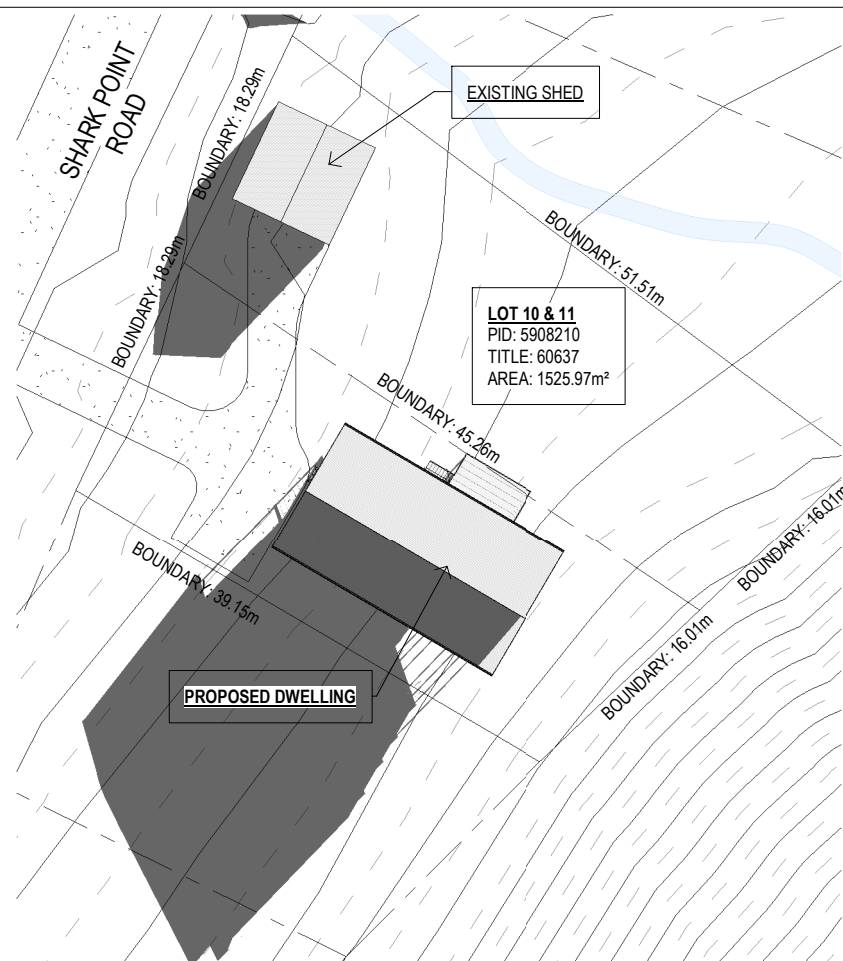 SHARK POINT
ROAD
BOUNDARY: 18.29m
EXISTING SHED
BOUNDARY: 18.29m
BOUNDARY: 51.51m
LOT 10 & 11
PID: 5908210
TITLE: 60637
AREA: 1525.97m²
BOUNDARY: 45.26m
BOUNDARY: 16.01m
BOUNDARY: 39.15m
BOUNDARY: 16.01m
PROPOSED DWELLING